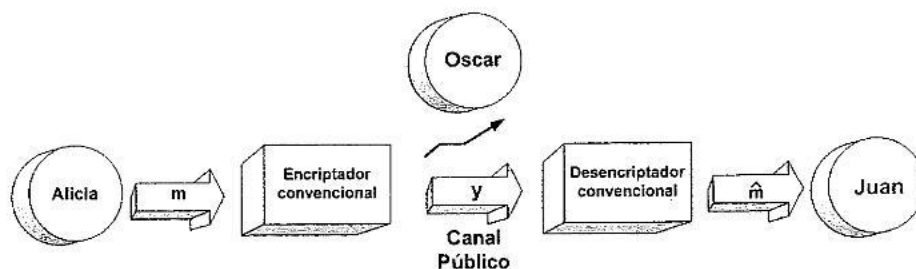 Oscar
Alicia
m
Encriptador
convencional
y
Canal
Público
Desencriptador
convencional
m̂
Juan